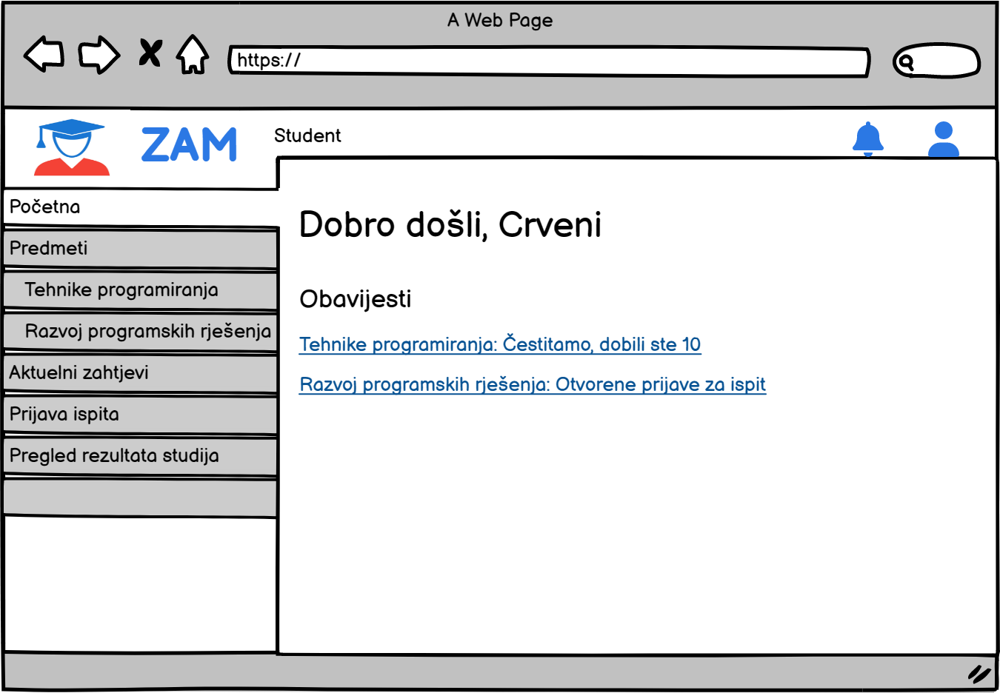 A Web Page
https://
ZAM
Student
Početna
Predmeti
Tehnike programiranja
Razvoj programskih rješenja
Aktuelni zahtjevi
Prijava ispita
Pregled rezultata studija
Dobro došli, Crveni
Obavijesti
Tehnike programiranja: Čestitamo, dobili ste 10
Razvoj programskih rješenja: Otvorene prijave za ispit